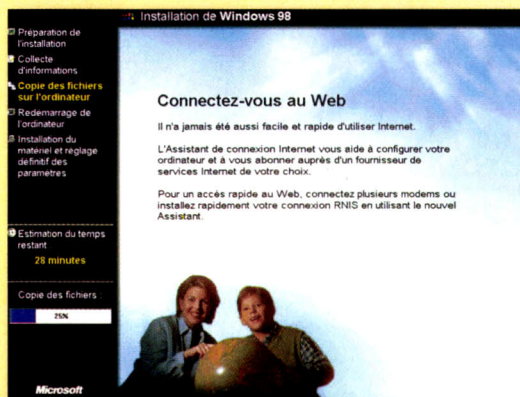 Installation de Windows 98
Préparation de
l'installation
Collecte
d'informations
Copie des fichiers
sur l'ordinateur
Redémarrage de
l'ordinateur
Installation du
matériel et réglage
définitif des
paramètres
Estimation du temps
restant
28 minutes
Copie des fichiers :
25%
Microsoft
Connectez-vous au Web
Il n'a jamais été aussi facile et rapide d'utiliser Internet.
L'Assistant de connexion Internet vous aide à configurer votre
ordinateur et à vous abonner auprès d'un fournisseur de
services Internet de votre choix.
Pour un accès rapide au Web, connectez plusieurs modems ou
installez rapidement votre connexion RNIS en utilisant le nouvel
Assistant.